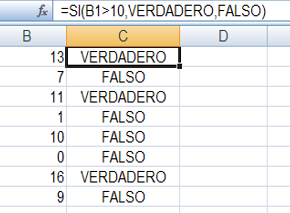 fx =SI(B1>10,VERDADERO,FALSO)
B C D
13 VERDADERO
7 FALSO
11 VERDADERO
1 FALSO
10 FALSO
0 FALSO
16 VERDADERO
9 FALSO